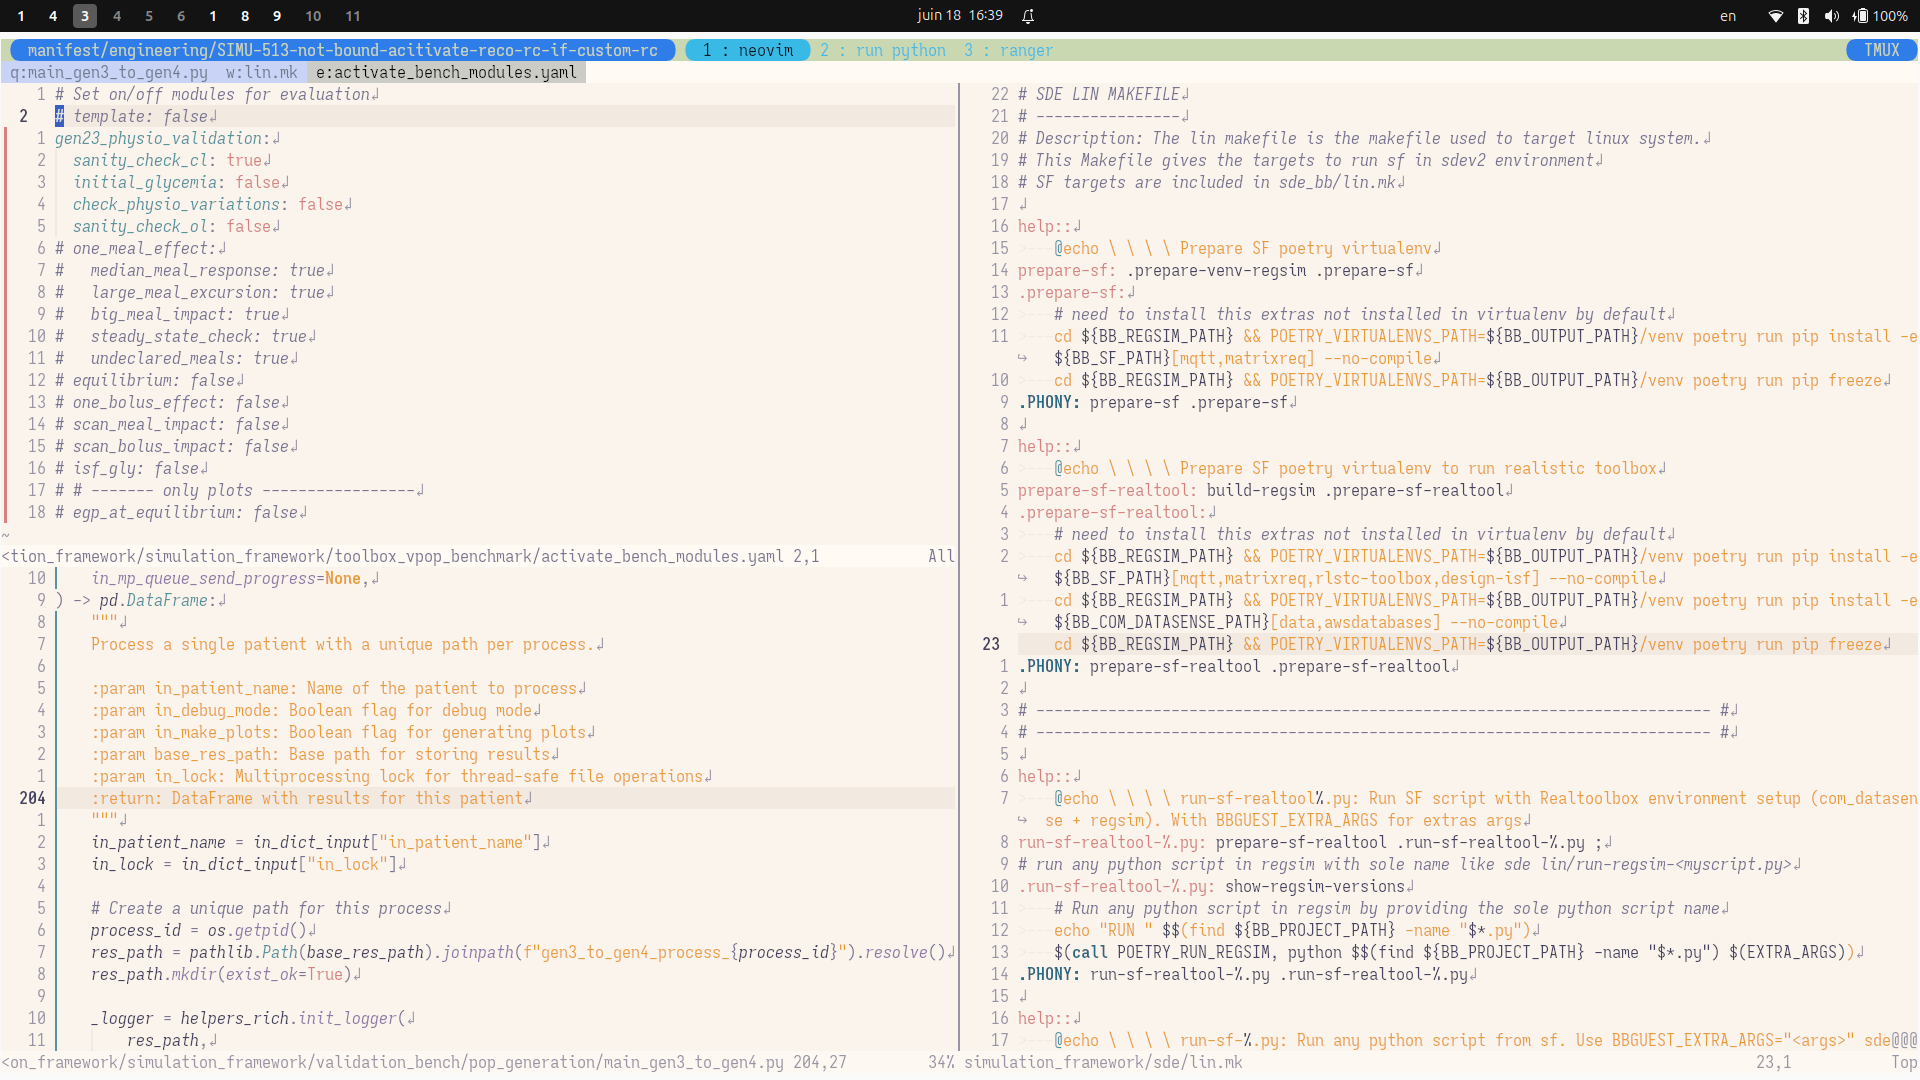 1 4 3 4 5 6 1 8 9 10 11 juin 18 16:39 en 100%
manifest/engineering/SIMU-513-not-bound-acitivate-reco-rc-if-custom-rc 1 : neovim 2 : run python 3 : ranger TMUX
q:main_gen3_to_gen4.py w:lin.mk e:activate_bench_modules.yaml
1 # Set on/off modules for evaluation↲
2 # template: false↲
1 gen23_physio_validation:↲
2 sanity_check_cl: true↲
3 initial_glycemia: false↲
4 check_physio_variations: false↲
5 sanity_check_ol: false↲
6 # one_meal_effect:↲
7 #   median_meal_response: true↲
8 #   large_meal_excursion: true↲
9 #   big_meal_impact: true↲
10 #   steady_state_check: true↲
11 #   undeclared_meals: true↲
12 # equilibrium: false↲
13 # one_bolus_effect: false↲
14 # scan_meal_impact: false↲
15 # scan_bolus_impact: false↲
16 # isf_gly: false↲
17 # # ------- only plots -----------------↲
18 # egp_at_equilibrium: false↲
~
<tion_framework/simulation_framework/toolbox_vpop_benchmark/activate_bench_modules.yaml 2,1 All
10 in_mp_queue_send_progress=None,↲
9 ) -> pd.DataFrame:↲
8 """↲
7 Process a single patient with a unique path per process.↲
6
5 :param in_patient_name: Name of the patient to process↲
4 :param in_debug_mode: Boolean flag for debug mode↲
3 :param in_make_plots: Boolean flag for generating plots↲
2 :param base_res_path: Base path for storing results↲
1 :param in_lock: Multiprocessing lock for thread-safe file operations↲
204 :return: DataFrame with results for this patient↲
1 """↲
2 in_patient_name = in_dict_input["in_patient_name"]↲
3 in_lock = in_dict_input["in_lock"]↲
4
5 # Create a unique path for this process↲
6 process_id = os.getpid()↲
7 res_path = pathlib.Path(base_res_path).joinpath(f"gen3_to_gen4_process_{process_id}").resolve()↲
8 res_path.mkdir(exist_ok=True)↲
9
10 _logger = helpers_rich.init_logger(↲
11 res_path,↲
<on_framework/simulation_framework/validation_bench/pop_generation/main_gen3_to_gen4.py 204,27 34%
22 # SDE LIN MAKEFILE↲
21 # ----------------↲
20 # Description: The lin makefile is the makefile used to target linux system.↲
19 # This Makefile gives the targets to run sf in sdev2 environment↲
18 # SF targets are included in sde_bb/lin.mk↲
17 ↲
16 help::↲
15 >---@echo \ \ \ \ Prepare SF poetry virtualenv↲
14 prepare-sf: .prepare-venv-regsim .prepare-sf↲
13 .prepare-sf:↲
12 >---# need to install this extras not installed in virtualenv by default↲
11 >---cd ${BB_REGSIM_PATH} && POETRY_VIRTUALENVS_PATH=${BB_OUTPUT_PATH}/venv poetry run pip install -e
↪ ${BB_SF_PATH}[mqtt,matrixreq] --no-compile↲
10 >---cd ${BB_REGSIM_PATH} && POETRY_VIRTUALENVS_PATH=${BB_OUTPUT_PATH}/venv poetry run pip freeze↲
9 .PHONY: prepare-sf .prepare-sf↲
8 ↲
7 help::↲
6 >---@echo \ \ \ \ Prepare SF poetry virtualenv to run realistic toolbox↲
5 prepare-sf-realtool: build-regsim .prepare-sf-realtool↲
4 .prepare-sf-realtool:↲
3 >---# need to install this extras not installed in virtualenv by default↲
2 >---cd ${BB_REGSIM_PATH} && POETRY_VIRTUALENVS_PATH=${BB_OUTPUT_PATH}/venv poetry run pip install -e
↪ ${BB_SF_PATH}[mqtt,matrixreq,rlstc-toolbox,design-isf] --no-compile↲
1 >---cd ${BB_REGSIM_PATH} && POETRY_VIRTUALENVS_PATH=${BB_OUTPUT_PATH}/venv poetry run pip install -e
↪ ${BB_COM_DATASENSE_PATH}[data,awsdatabases] --no-compile↲
23 cd ${BB_REGSIM_PATH} && POETRY_VIRTUALENVS_PATH=${BB_OUTPUT_PATH}/venv poetry run pip freeze↲
1 .PHONY: prepare-sf-realtool .prepare-sf-realtool↲
2 ↲
3 # --------------------------------------------------------------------------- #↲
4 # --------------------------------------------------------------------------- #↲
5 ↲
6 help::↲
7 >---@echo \ \ \ \ run-sf-realtool%.py: Run SF script with Realtoolbox environment setup (com_datasen
↪ se + regsim). With BBGUEST_EXTRA_ARGS for extras args↲
8 run-sf-realtool-%.py: prepare-sf-realtool .run-sf-realtool-%.py ;↲
9 # run any python script in regsim with sole name like sde lin/run-regsim-<myscript.py>↲
10 .run-sf-realtool-%.py: show-regsim-versions↲
11 >---# Run any python script in regsim by providing the sole python script name↲
12 >---echo "RUN " $$(find ${BB_PROJECT_PATH} -name "$*.py")↲
13 >---$(call POETRY_RUN_REGSIM, python $$(find ${BB_PROJECT_PATH} -name "$*.py") $(EXTRA_ARGS))↲
14 .PHONY: run-sf-realtool-%.py .run-sf-realtool-%.py↲
15 ↲
16 help::↲
17 >---@echo \ \ \ \ run-sf-%.py: Run any python script from sf. Use BBGUEST_EXTRA_ARGS="<args>" sde@@@
simulation_framework/sde/lin.mk 23,1 Top